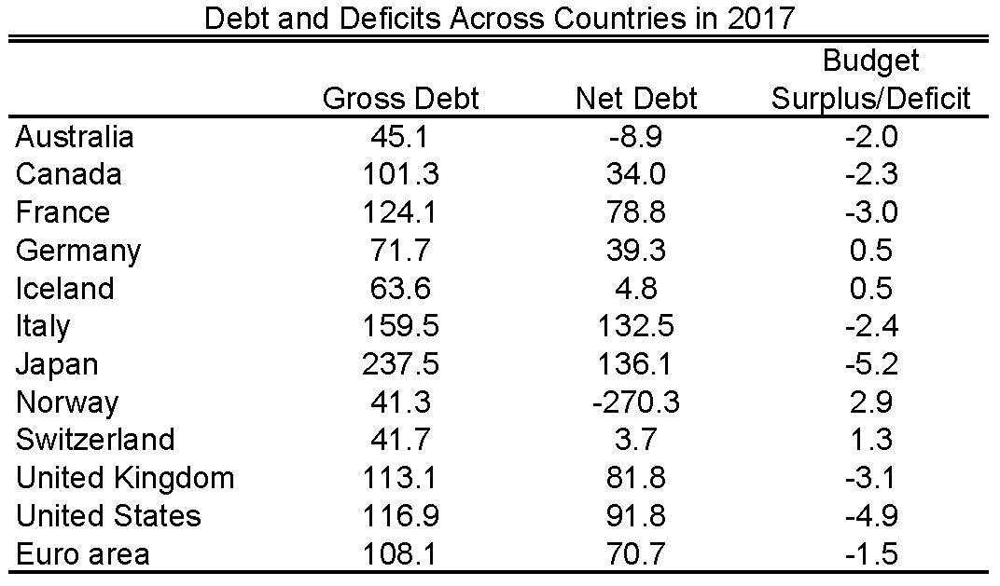 Debt and Deficits Across Countries in 2017
Budget
Gross Debt Net Debt Surplus/Deficit
Australia 45.1 -8.9 -2.0
Canada 101.3 34.0 -2.3
France 124.1 78.8 -3.0
Germany 71.7 39.3 0.5
Iceland 63.6 4.8 0.5
Italy 159.5 132.5 -2.4
Japan 237.5 136.1 -5.2
Norway 41.3 -270.3 2.9
Switzerland 41.7 3.7 1.3
United Kingdom 113.1 81.8 -3.1
United States 116.9 91.8 -4.9
Euro area 108.1 70.7 -1.5